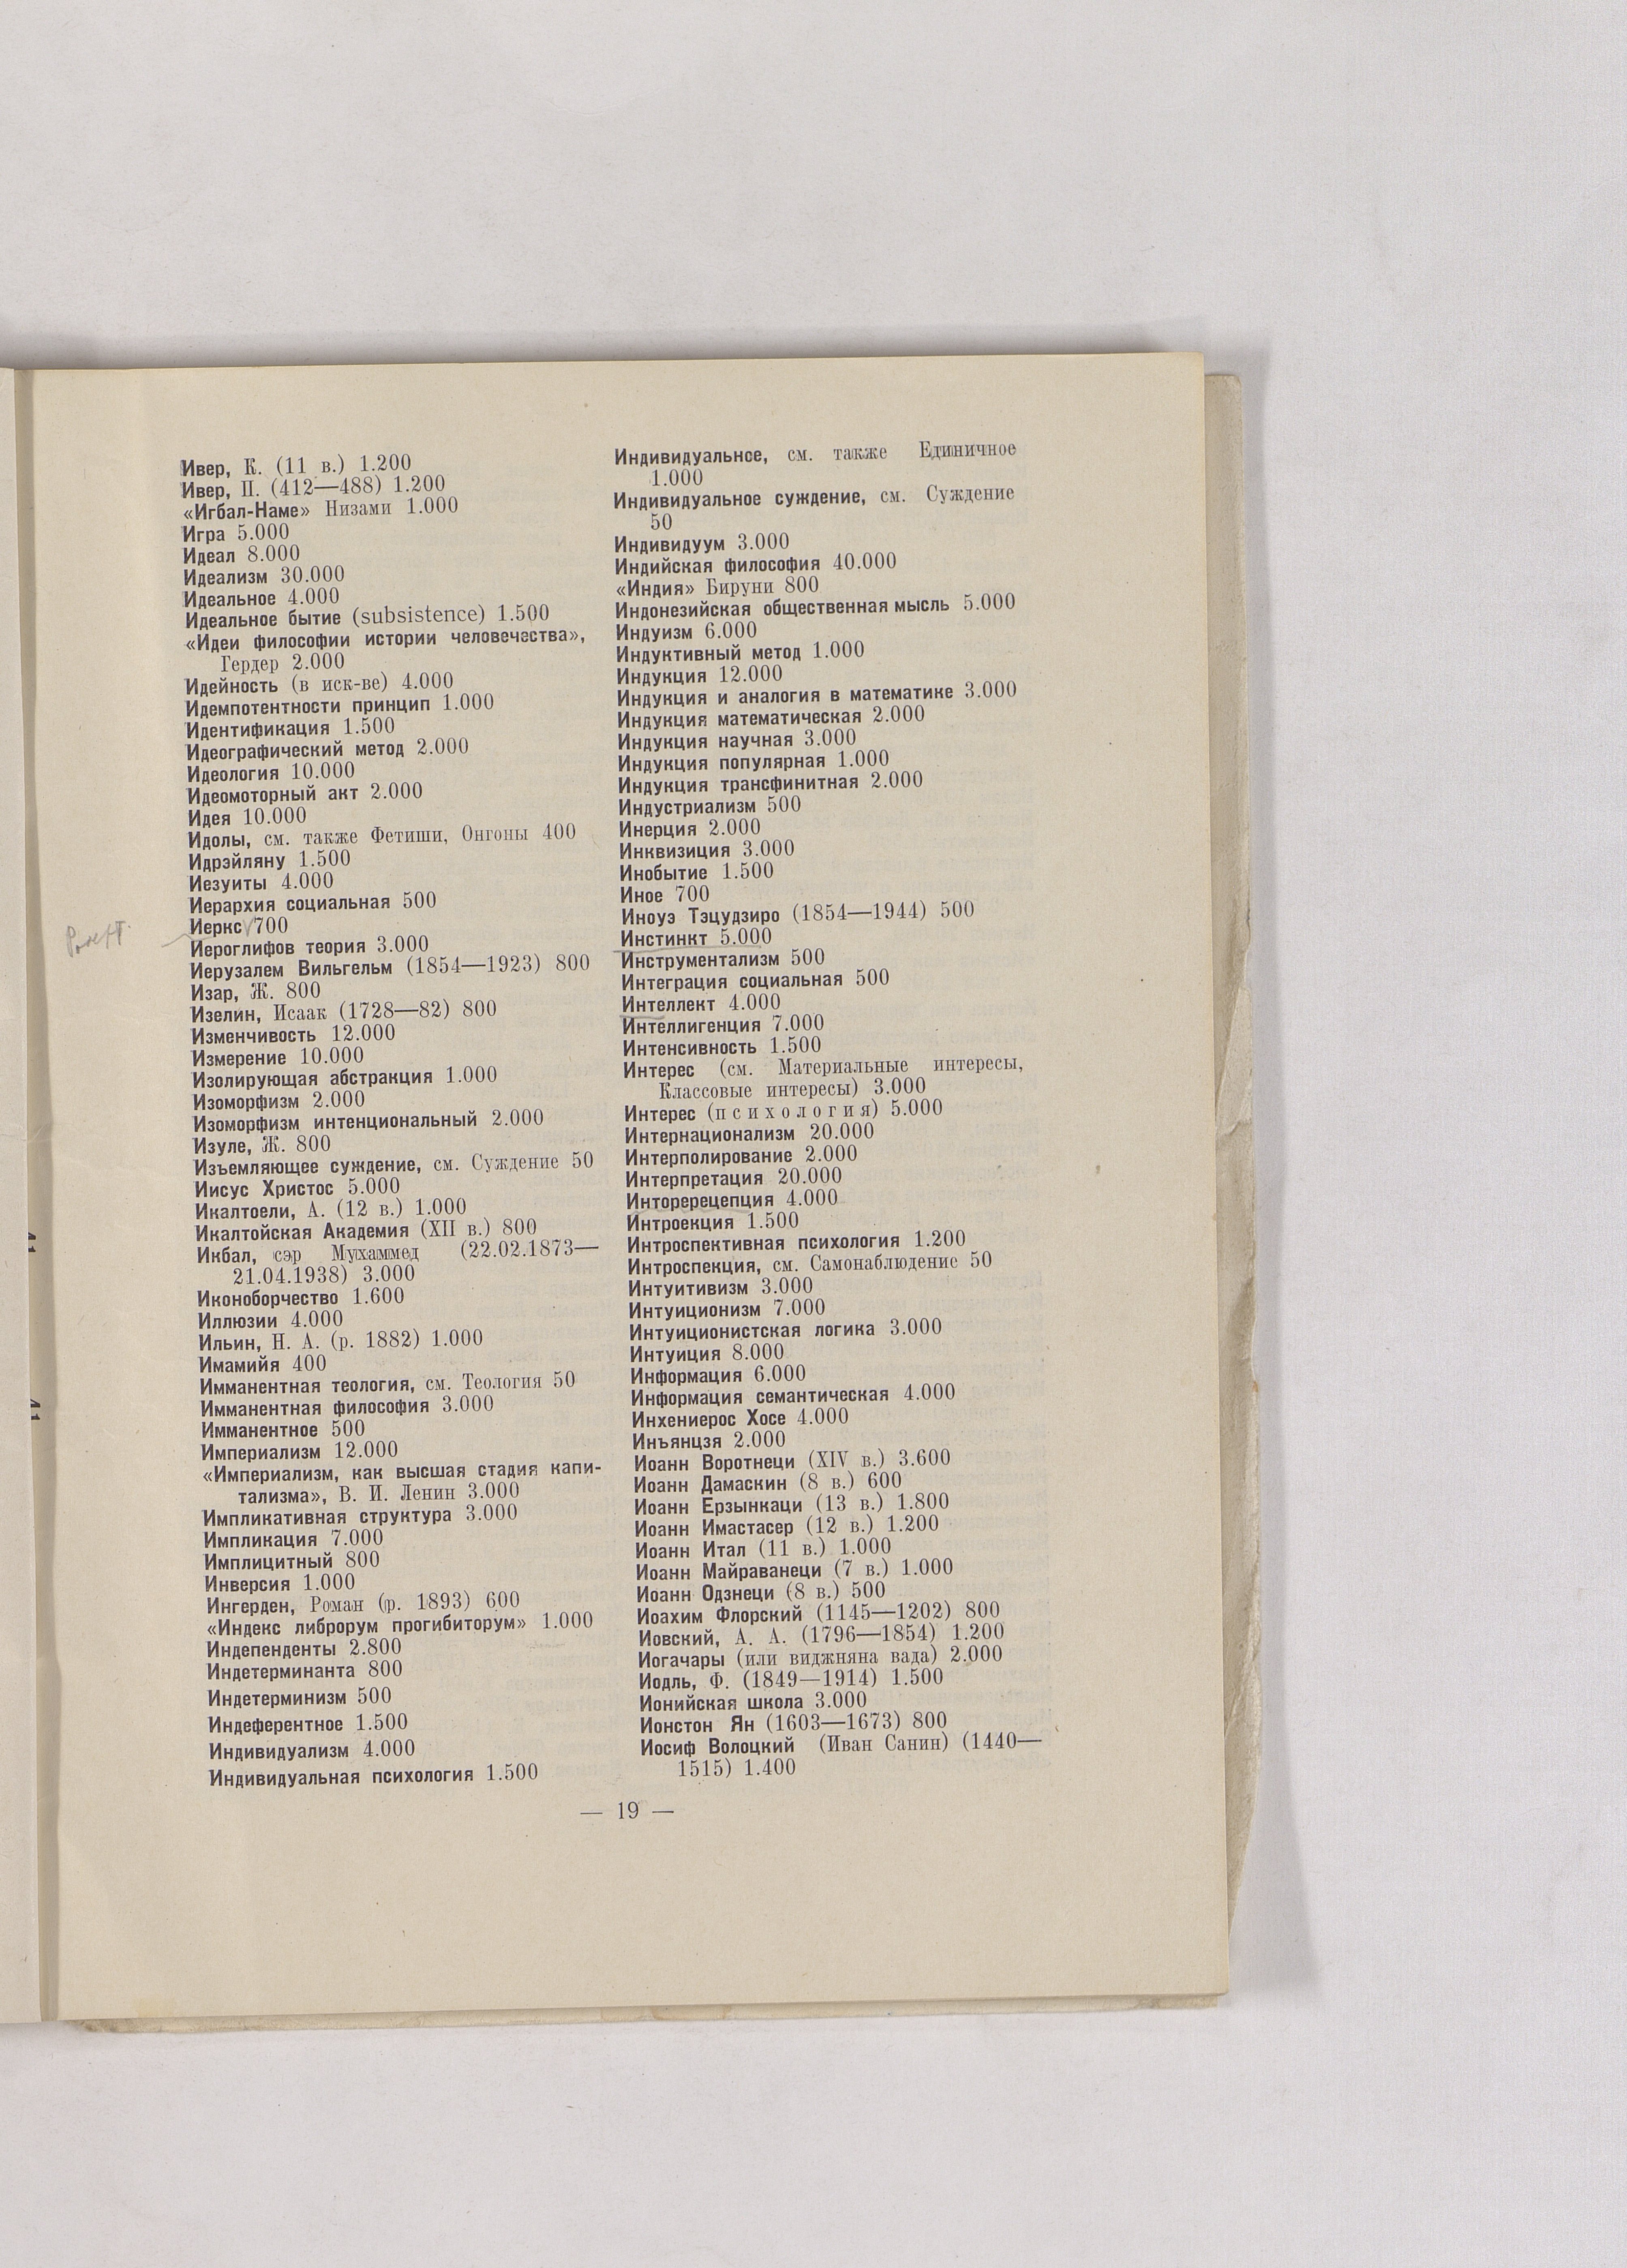 Ивер, К. (11 в.) 1.200
Ивер, П. (412—488) 1.200
«Игбал-Наме» Низами 1.000
Игра 5.000
Идеал 8.000
Идеализм 30.000
Идеальное 4.000
Идеальное бытие (subsistence) 1.500
«Идеи философии истории человечества»,
Гердер 2.000
Идейность (в иск-ве) 4.000
Идемпотентности принцип 1.000
Идентификация 1.500
Идеографический метод 2.000
Идеология 10.000
Идеомоторный акт 2.000
Идея 10.000
Идолы, см. также Фетиши, Онгоны 400
Идрэйляну 1.500
Иезуиты 4.000
Иерархия социальная 500
Иеркс 700
Иероглифов теория 3.000
Иерузалем Вильгельм (1854—1923) 800
Изар, Ж. 800
Изелин, Исаак (1728—82) 800
Изменчивость 12.000
Измерение 10.000
Изолирующая абстракция 1.000
Изоморфизм 2.000
Изоморфизм интенциональный 2.000
Изуле, Ж. 800
Изъемляющее суждение, см. Суждение 50
Иисус Христос 5.000
Икалтоели, А. (12 в.) 1.000
Икалтойская Академия (XII в.) 800
Икбал, сэр Мухаммед (22.02.1873—
21.04.1938) 3.000
Иконоборчество 1.600
Иллюзии 4.000
Ильин, Н. А. (р. 1882) 1.000
Имамийя 400
Имманентная теология, см. Теология 50
Имманентная философия 3.000
Имманентное 500
Империализм 12.000
«Империализм, как высшая стадия капи-
тализма», В. И. Ленин 3.000
Импликативная структура 3.000
Импликация 7.000
Имплицитный 800
Инверсия 1.000
Ингерден, Роман (р. 1893) 600
«Индекс либрорум прогибиторум» 1.000
Индепенденты 2.800
Индетерминанта 800
Индетерминизм 500
Индеферентное 1.500
Индивидуализм 4.000
Индивидуальная психология 1.500
Индивидуальное, см. также Единичное
1.000
Индивидуальное суждение, см. Суждение
50
Индивидуум 3.000
Индийская философия 40.000
«Индия» Бируни 800
Индонезийская общественная мысль 5.000
Индуизм 6.000
Индуктивный метод 1.000
Индукция 12.000
Индукция и аналогия в математике 3.000
Индукция математическая 2.000
Индукция научная 3.000
Индукция популярная 1.000
Индукция трансфинитная 2.000
Индустриализм 500
Инерция 2.000
Инквизиция 3.000
Инобытие 1.500
Иное 700
Иноуэ Тэцудзиро (1854—1944) 500
Инстинкт 5.000
Инструментализм 500
Интеграция социальная 500
Интеллект 4.000
Интеллигенция 7.000
Интенсивность 1.500
Интерес (см. Материальные интересы,
Классовые интересы) 3.000
Интерес (психология) 5.000
Интернационализм 20.000
Интерполирование 2.000
Интерпретация 20.000
Инторерецепция 4.000
Интроекция 1.500
Интроспективная психология 1.200
Интроспекция, см. Самонаблюдение 50
Интуитивизм 3.000
Интуиционизм 7.000
Интуиционистская логика 3.000
Интуиция 8.000
Информация 6.000
Информация семантическая 4.000
Инхениерос Хосе 4.000
Инъянцзя 2.000
Иоанн Воротнеци (XIV в.) 3.600
Иоанн Дамаскин (8 в.) 600
Иоанн Ерзынкаци (13 в.) 1.800
Иоанн Имастасер (12 в.) 1.200
Иоанн Итал (11 в.) 1.000
Иоанн Майраванеци (7 в.) 1.000
Иоанн Одзнеци (8 в.) 500
Иоахим Флорский (1145—1202) 800
Иовский, А. А. (1796—1854) 1.200
Иогачары (или виджняна вада) 2.000
Иодль, Ф. (1849—1914) 1.500
Ионийская школа 3.000
Ионстон Ян (1603—1673) 800
Иосиф Волоцкий (Иван Санин) (1440—
1515) 1.400
— 19 —